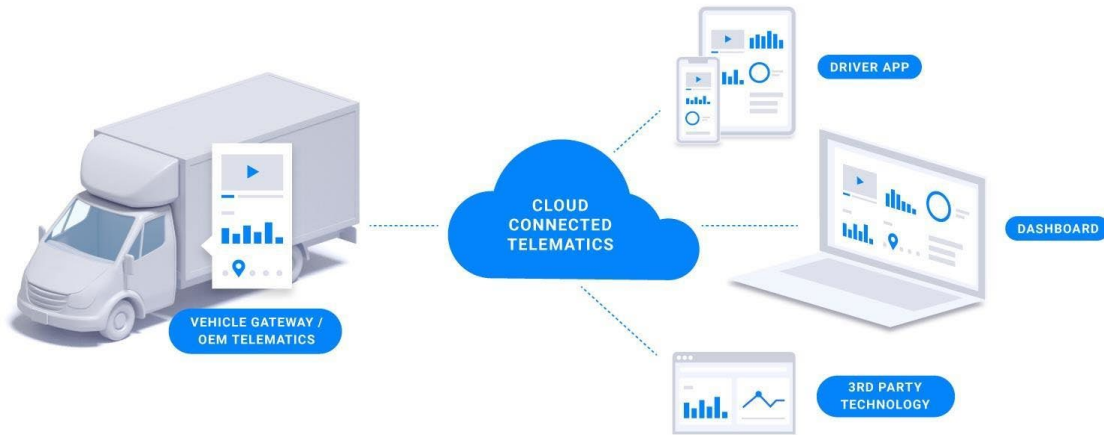 VEHICLE GATEWAY /
OEM TELEMATICS
CLOUD
CONNECTED
TELEMATICS
DRIVER APP
DASHBOARD
3RD PARTY
TECHNOLOGY